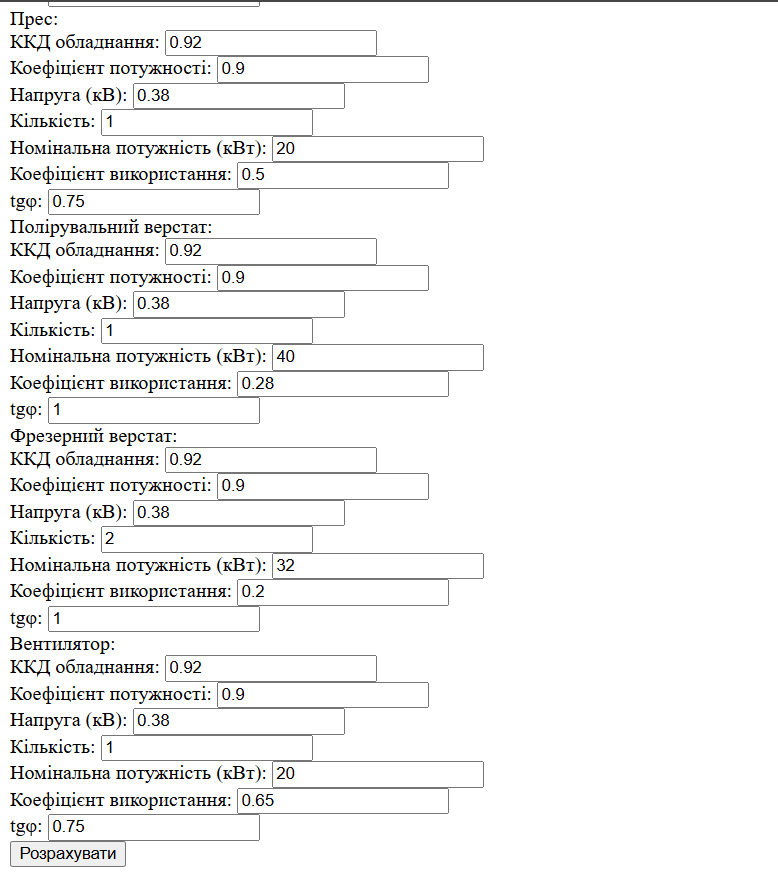 Прес:
ККД обладнання: 0.92
Коефіцієнт потужності: 0.9
Напруга (кВ): 0.38
Кількість: 1
Номінальна потужність (кВт): 20
Коефіцієнт використання: 0.5
tgφ: 0.75
Полірувальний верстат:
ККД обладнання: 0.92
Коефіцієнт потужності: 0.9
Напруга (кВ): 0.38
Кількість: 1
Номінальна потужність (кВт): 40
Коефіцієнт використання: 0.28
tgφ: 1
Фрезерний верстат:
ККД обладнання: 0.92
Коефіцієнт потужності: 0.9
Напруга (кВ): 0.38
Кількість: 2
Номінальна потужність (кВт): 32
Коефіцієнт використання: 0.2
tgφ: 1
Вентилятор:
ККД обладнання: 0.92
Коефіцієнт потужності: 0.9
Напруга (кВ): 0.38
Кількість: 1
Номінальна потужність (кВт): 20
Коефіцієнт використання: 0.65
tgφ: 0.75
Розрахувати